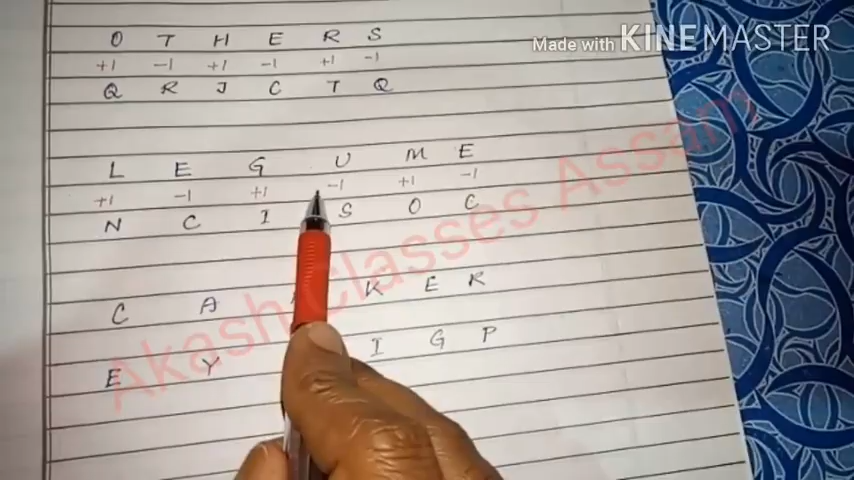 Made with KINEMASTER
O T H E R S
+1 -1 +1 -1 +1 -1
Q R J C T Q
L E G U M E
+1 -1 +1 -1 +1 -1
N C I S O C
C A K E R
E Y I G P
Akash Classes Assam